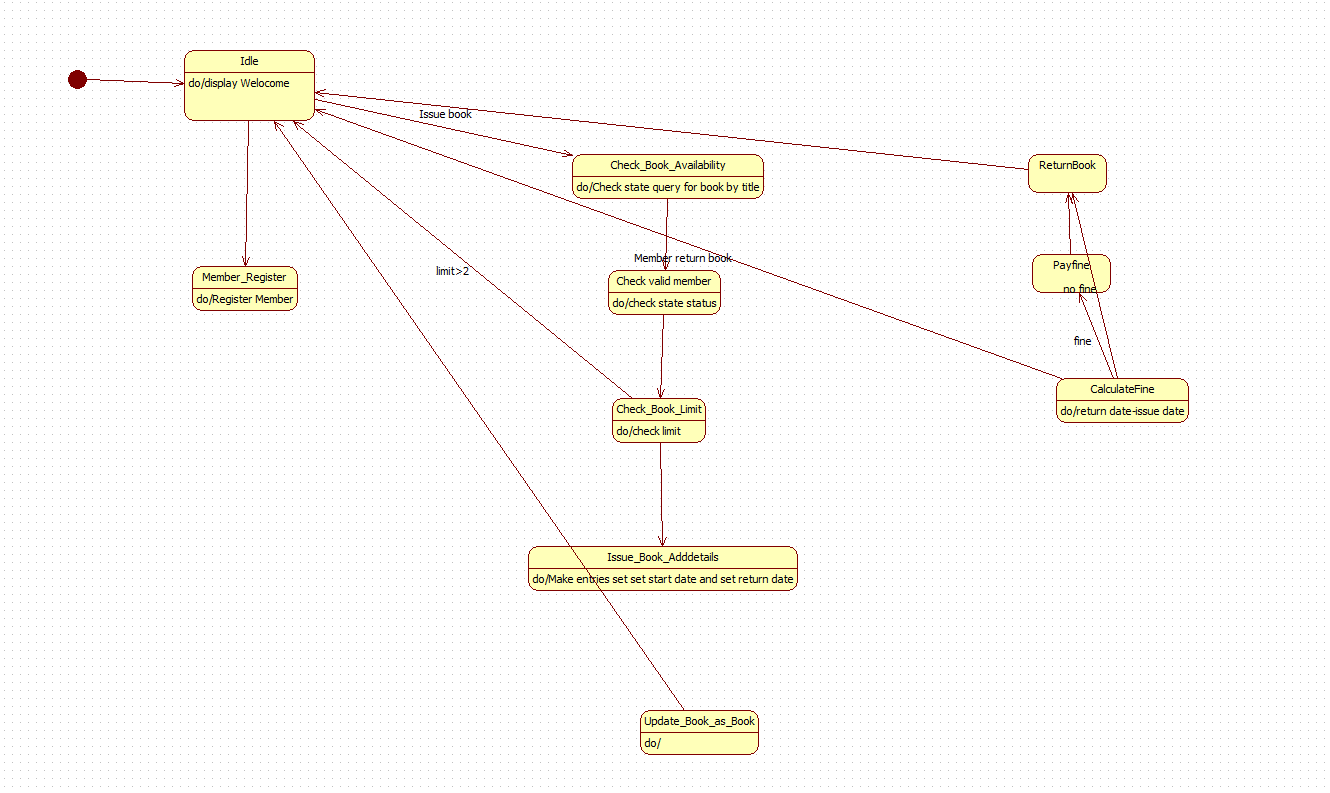 Idle
do/display Welocome
Issue book
Check_Book_Availability
do/Check state query for book by title
ReturnBook
Member return book
Payfine
no fine
limit>2
Member_Register
do/Register Member
Check valid member
do/check state status
fine
CalculateFine
do/return date-issue date
Check_Book_Limit
do/check limit
Issue_Book_Adddetails
do/Make entries set set start date and set return date
Update_Book_as_Book
do/